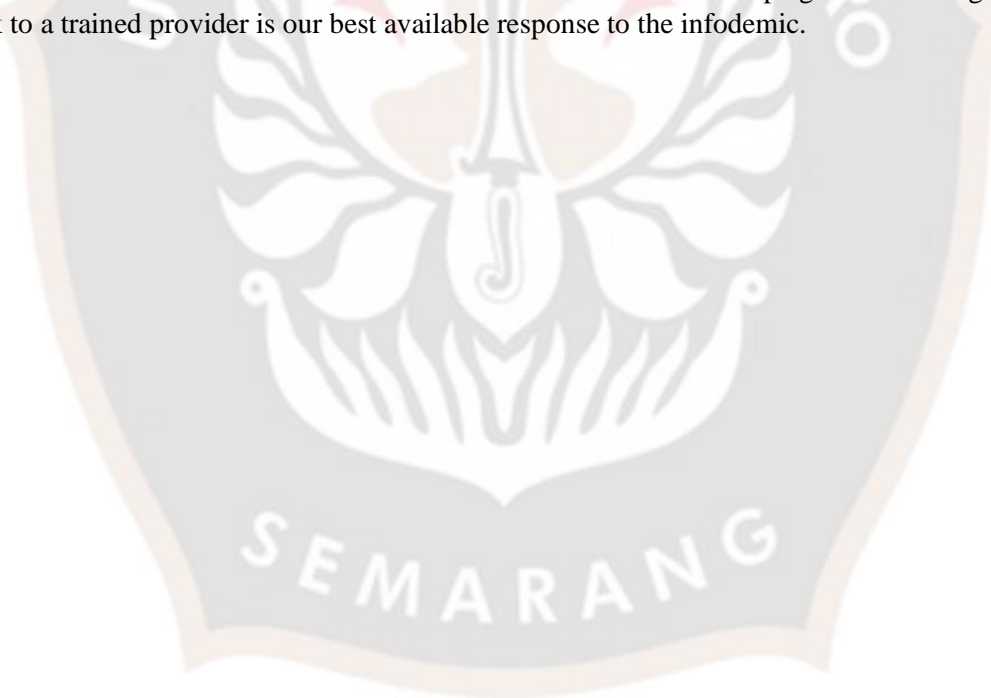 to a trained provider is our best available response to the infodemic.
SEMARANG